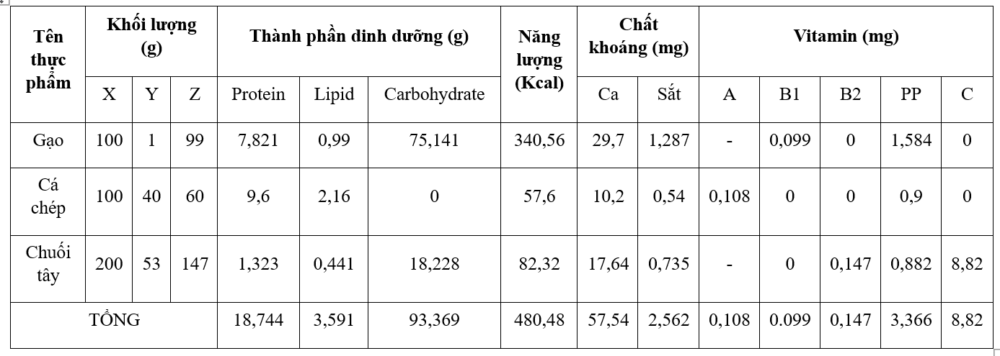 Tên thực phẩm | Khối lượng (g) | Thành phần dinh dưỡng (g) | Năng lượng (Kcal) | Chất khoáng (mg) | Vitamin (mg)
X | Y | Z | Protein | Lipid | Carbohydrate | Ca | Sắt | A | B1 | B2 | PP | C
Gạo | 100 | 1 | 99 | 7,821 | 0,99 | 75,141 | 340,56 | 29,7 | 1,287 | - | 0,099 | 0 | 1,584 | 0
Cá chép | 100 | 40 | 60 | 9,6 | 2,16 | 0 | 57,6 | 10,2 | 0,54 | 0,108 | 0 | 0 | 0,9 | 0
Chuối tây | 200 | 53 | 147 | 1,323 | 0,441 | 18,228 | 82,32 | 17,64 | 0,735 | - | 0 | 0,147 | 0,882 | 8,82
TỔNG | 18,744 | 3,591 | 93,369 | 480,48 | 57,54 | 2,562 | 0,108 | 0.099 | 0,147 | 3,366 | 8,82